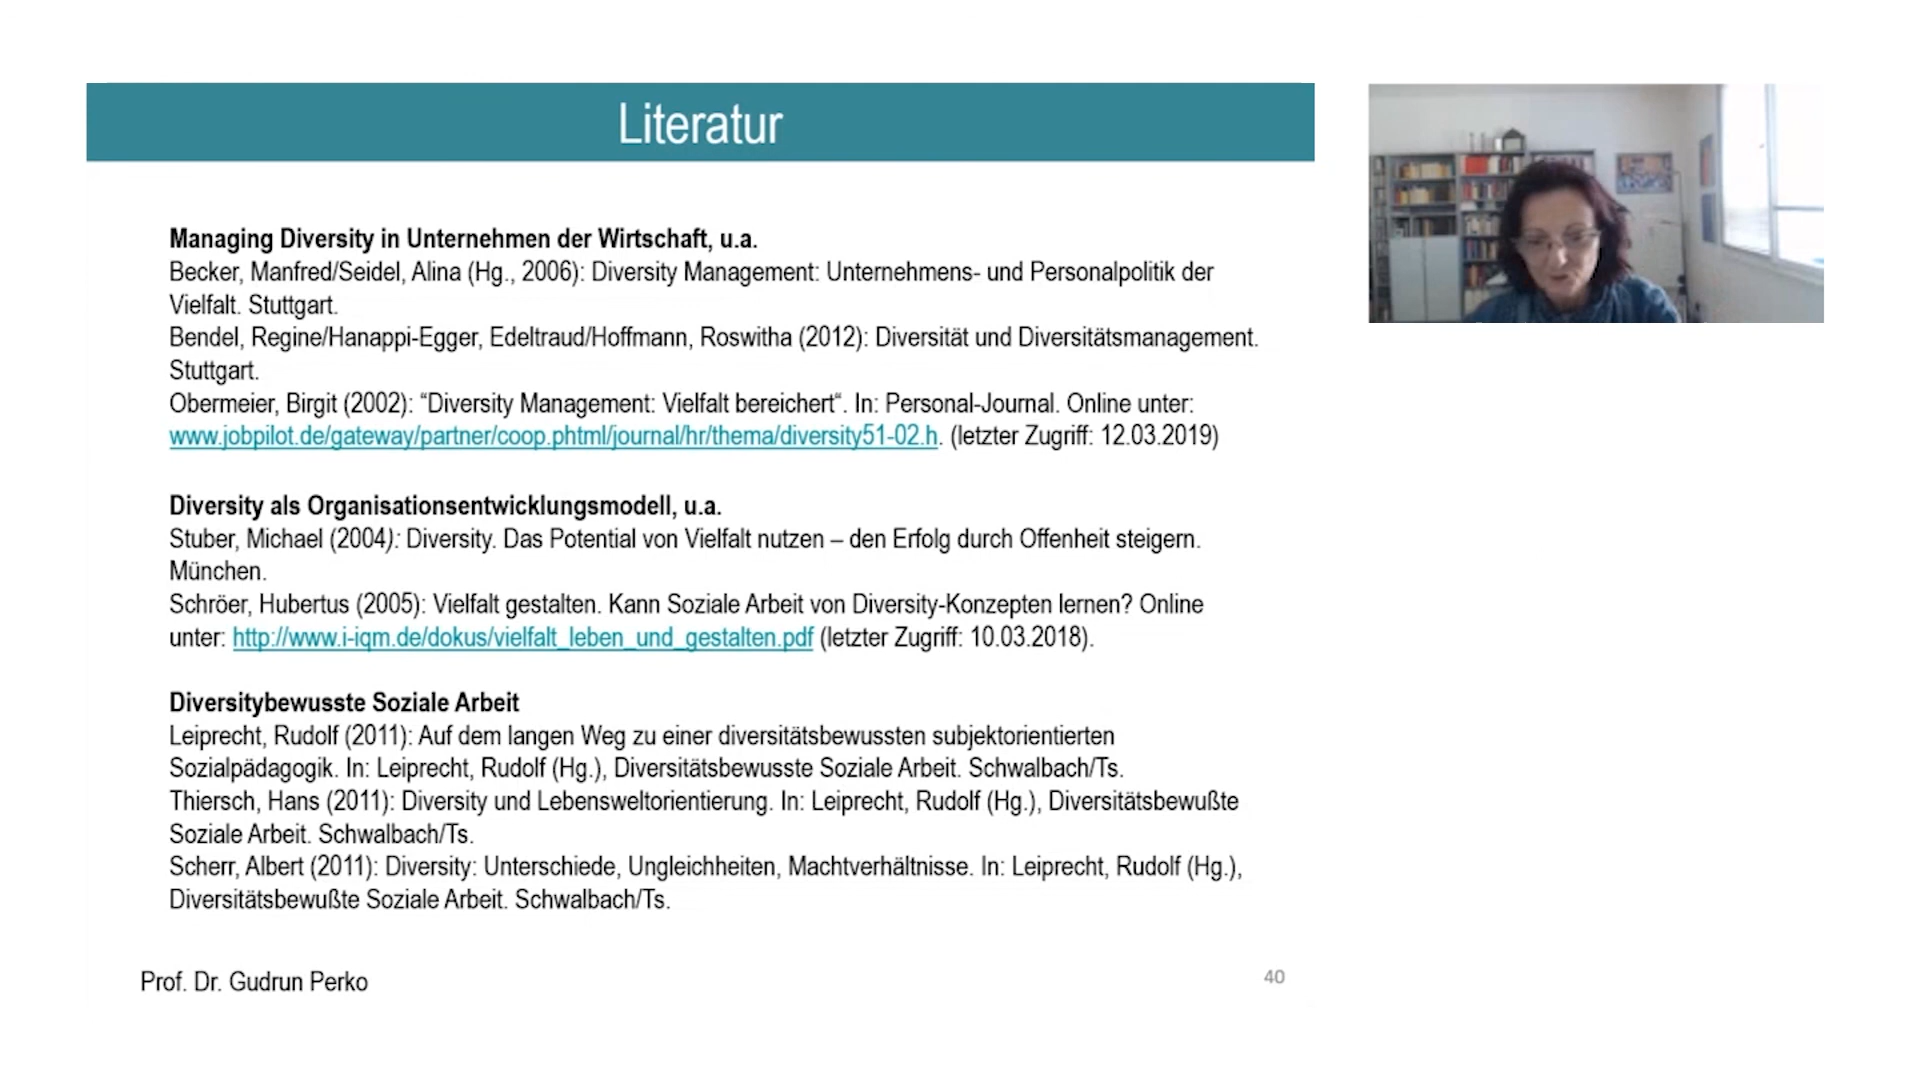 Literatur
Managing Diversity in Unternehmen der Wirtschaft, u.a.
Becker, Manfred/Seidel, Alina (Hg., 2006): Diversity Management: Unternehmens- und Personalpolitik der
Vielfalt. Stuttgart.
Bendel, Regine/Hanappi-Egger, Edeltraud/Hoffmann, Roswitha (2012): Diversität und Diversitätsmanagement.
Stuttgart.
Obermeier, Birgit (2002): “Diversity Management: Vielfalt bereichert“. In: Personal-Journal. Online unter:
www.jobpilot.de/gateway/partner/coop.phtml/journal/hr/thema/diversity51-02.h. (letzter Zugriff: 12.03.2019)
Diversity als Organisationsentwicklungsmodell, u.a.
Stuber, Michael (2004): Diversity. Das Potential von Vielfalt nutzen – den Erfolg durch Offenheit steigern.
München.
Schröer, Hubertus (2005): Vielfalt gestalten. Kann Soziale Arbeit von Diversity-Konzepten lernen? Online
unter: http://www.i-iqm.de/dokus/vielfalt_leben_und_gestalten.pdf (letzter Zugriff: 10.03.2018).
Diversitybewusste Soziale Arbeit
Leiprecht, Rudolf (2011): Auf dem langen Weg zu einer diversitätsbewussten subjektorientierten
Sozialpädagogik. In: Leiprecht, Rudolf (Hg.), Diversitätsbewusste Soziale Arbeit. Schwalbach/Ts.
Thiersch, Hans (2011): Diversity und Lebensweltorientierung. In: Leiprecht, Rudolf (Hg.), Diversitätsbewußte
Soziale Arbeit. Schwalbach/Ts.
Scherr, Albert (2011): Diversity: Unterschiede, Ungleichheiten, Machtverhältnisse. In: Leiprecht, Rudolf (Hg.),
Diversitätsbewußte Soziale Arbeit. Schwalbach/Ts.
Prof. Dr. Gudrun Perko
40